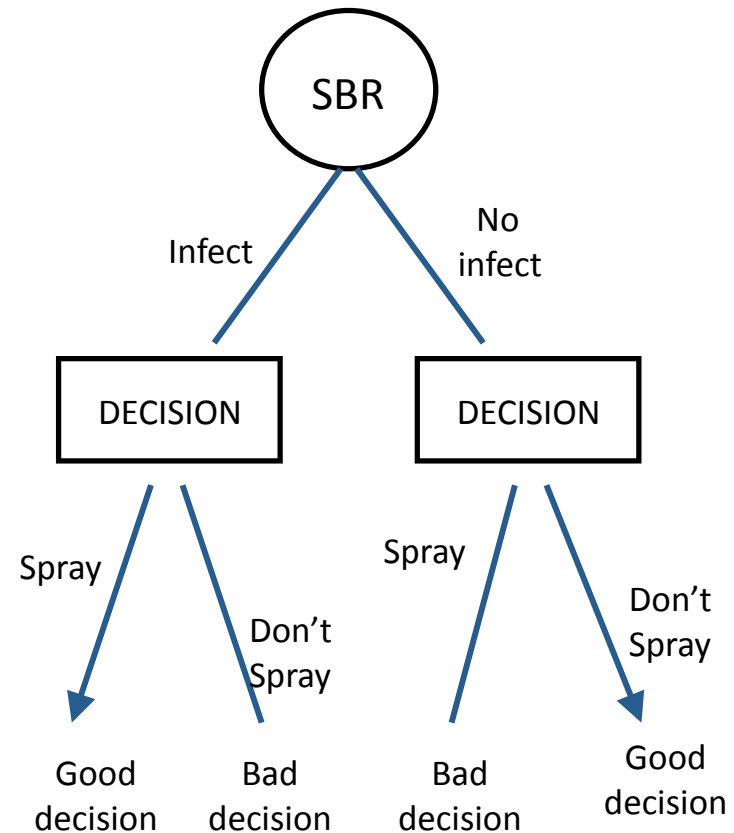 SBR
Infect
No
infect
DECISION
DECISION
Spray
Don’t
Spray
Spray
Don’t
Spray
Good
decision
Bad
decision
Bad
decision
Good
decision